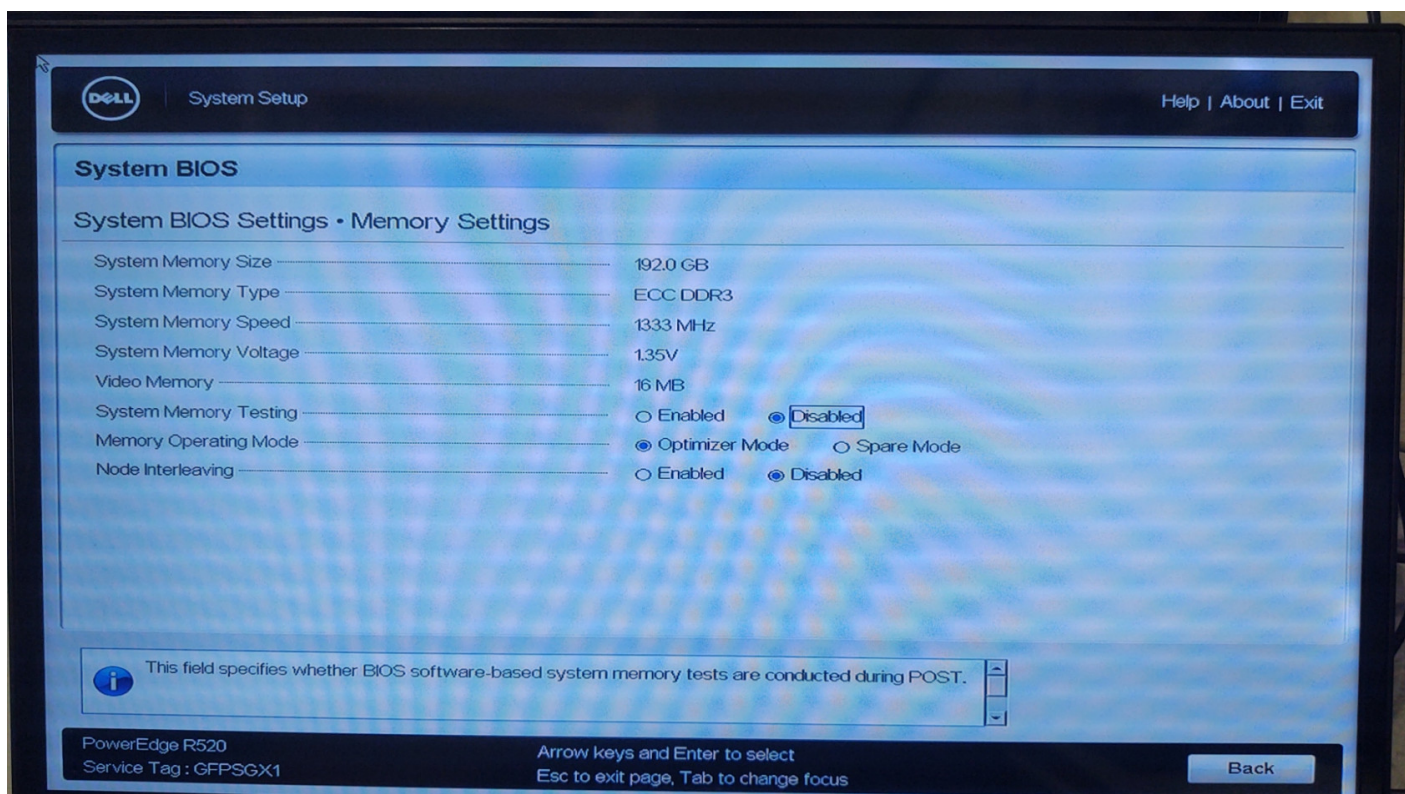 DELL
System Setup
Help | About | Exit
System BIOS
System BIOS Settings • Memory Settings
System Memory Size 192.0 GB
System Memory Type ECC DDR3
System Memory Speed 1333 MHz
System Memory Voltage 1.35V
Video Memory 16 MB
System Memory Testing Enabled Disabled
Memory Operating Mode Optimizer Mode Spare Mode
Node Interleaving Enabled Disabled
This field specifies whether BIOS software-based system memory tests are conducted during POST.
PowerEdge R520
Service Tag : GFPSGX1
Arrow keys and Enter to select
Esc to exit page, Tab to change focus
Back